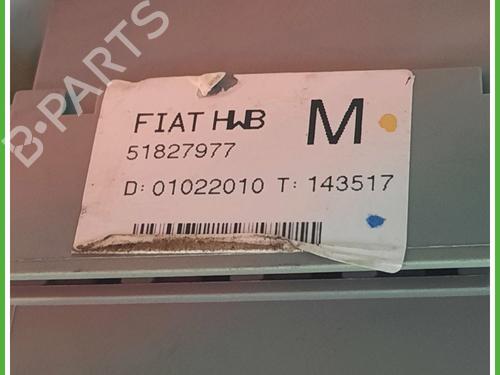 B-PARTS
FIAT HWB M
51827977
D: 01022010 T: 143517